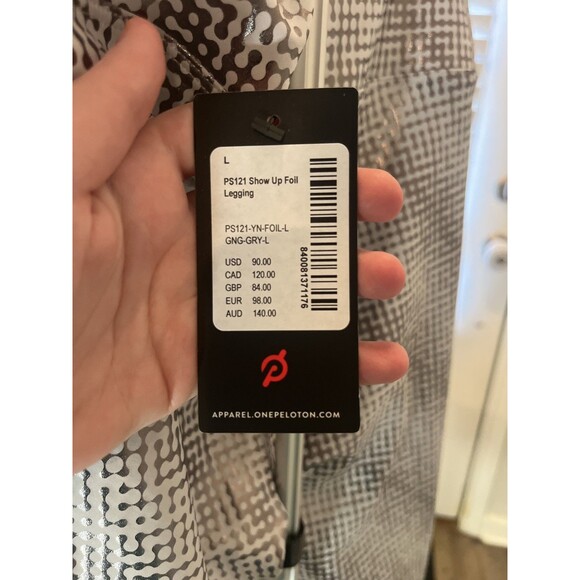 L
PS121 Show Up Foil
Legging
PS121-YN-FOIL-L
GNG-GRY-L
USD 90.00
CAD 120.00
GBP 84.00
EUR 98.00
AUD 140.00
840081371176
APPAREL.ONEPELOTON.COM